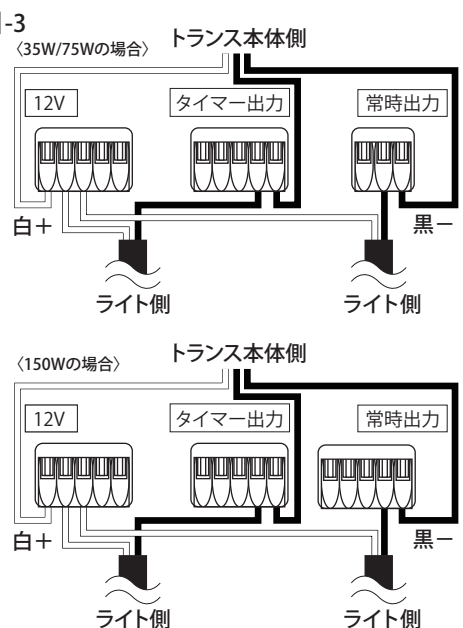 -3
〈35W/75Wの場合〉
トランス本体側
12V
タイマー出力
常時出力
白+
黒−
ライト側
ライト側
〈150Wの場合〉
トランス本体側
12V
タイマー出力
常時出力
白+
黒−
ライト側
ライト側